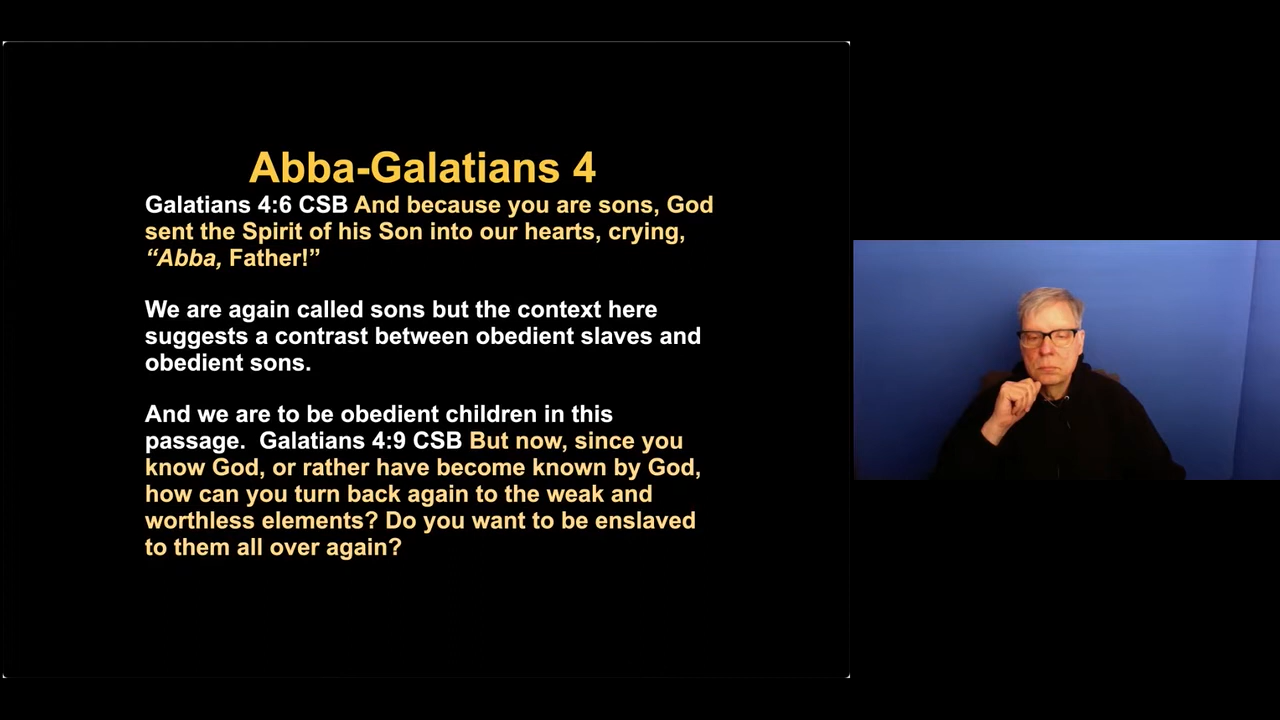 Abba-Galatians 4
Galatians 4:6 CSB And because you are sons, God
sent the Spirit of his Son into our hearts, crying,
“Abba, Father!”
We are again called sons but the context here
suggests a contrast between obedient slaves and
obedient sons.
And we are to be obedient children in this
passage.  Galatians 4:9 CSB But now, since you
know God, or rather have become known by God,
how can you turn back again to the weak and
worthless elements? Do you want to be enslaved
to them all over again?